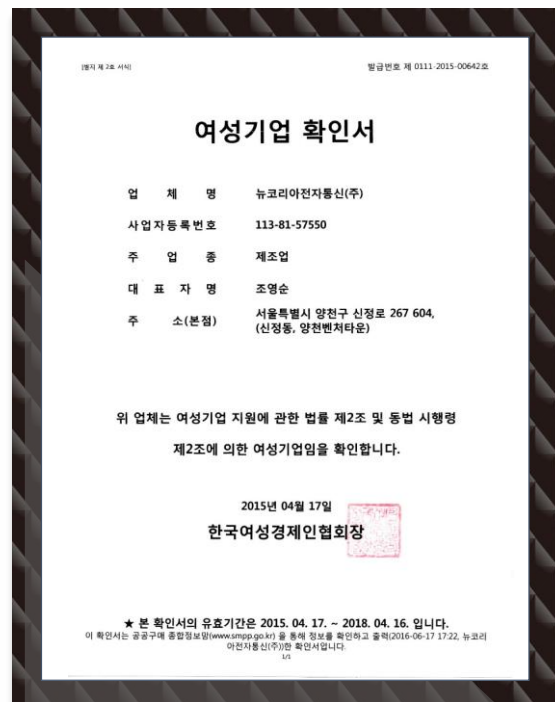 [별지 제 2호 서식]
발급번호 제 0111-2015-00642호
여성기업 확인서
업 체 명 뉴코리아전자통신(주)
사업자등록번호 113-81-57550
주 업 종 제조업
대 표 자 명 조영순
주 소(본점) 서울특별시 양천구 신정로 267 604,
(신정동, 양천벤처타운)
위 업체는 여성기업 지원에 관한 법률 제2조 및 동법 시행령
제2조에 의한 여성기업임을 확인합니다.
2015년 04월 17일
한국여성경제인협회장
★ 본 확인서의 유효기간은 2015. 04. 17. ~ 2018. 04. 16. 입니다.
이 확인서는 공공구매 종합정보망(www.smpp.go.kr) 을 통해 정보를 확인하고 출력(2016-06-17 17:22, 뉴코리
아전자통신(주))한 확인서입니다.
1/1